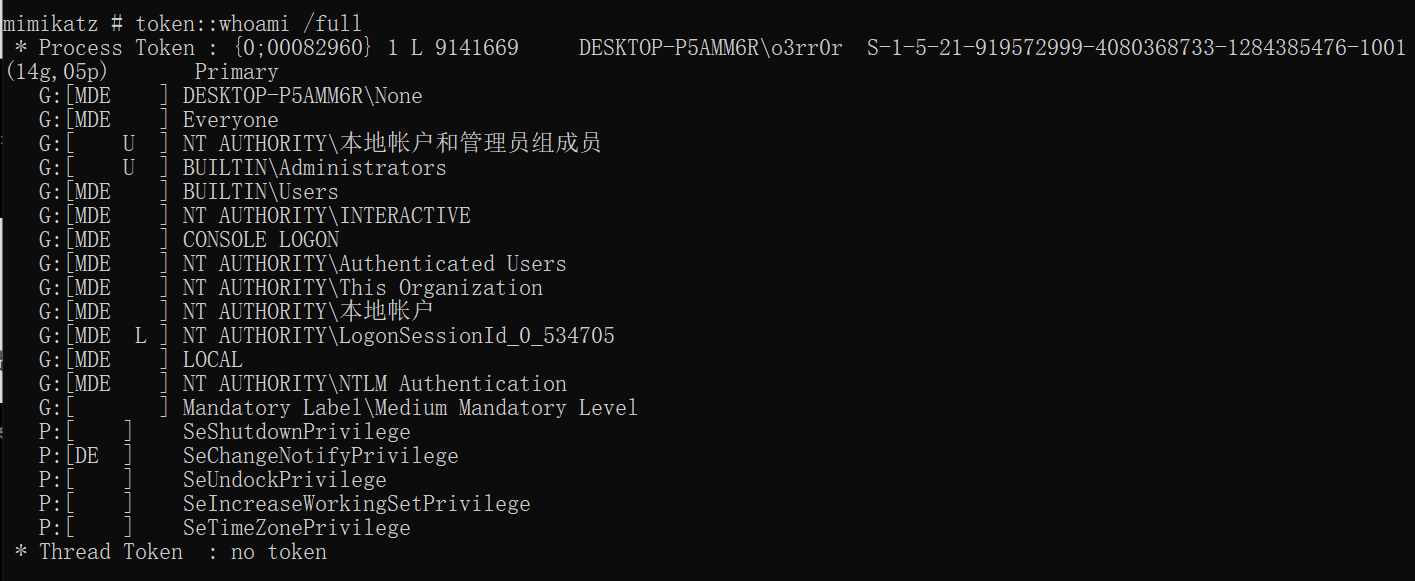 mimikatz # token::whoami /full
 * Process Token : {0;00082960} 1 L 9141669     DESKTOP-P5AMM6R\o3rr0r  S-1-5-21-919572999-4080368733-1284385476-1001
(14g,05p)       Primary
   G:[MDE    ] DESKTOP-P5AMM6R\None
   G:[MDE    ] Everyone
   G:[    U  ] NT AUTHORITY\本地帐户和管理员组成员
   G:[    U  ] BUILTIN\Administrators
   G:[MDE    ] BUILTIN\Users
   G:[MDE    ] NT AUTHORITY\INTERACTIVE
   G:[MDE    ] CONSOLE LOGON
   G:[MDE    ] NT AUTHORITY\Authenticated Users
   G:[MDE    ] NT AUTHORITY\This Organization
   G:[MDE    ] NT AUTHORITY\本地帐户
   G:[MDE  L ] NT AUTHORITY\LogonSessionId_0_534705
   G:[MDE    ] LOCAL
   G:[MDE    ] NT AUTHORITY\NTLM Authentication
   G:[       ] Mandatory Label\Medium Mandatory Level
   P:[    ]    SeShutdownPrivilege
   P:[DE  ]    SeChangeNotifyPrivilege
   P:[    ]    SeUndockPrivilege
   P:[    ]    SeIncreaseWorkingSetPrivilege
   P:[    ]    SeTimeZonePrivilege
 * Thread Token  : no token